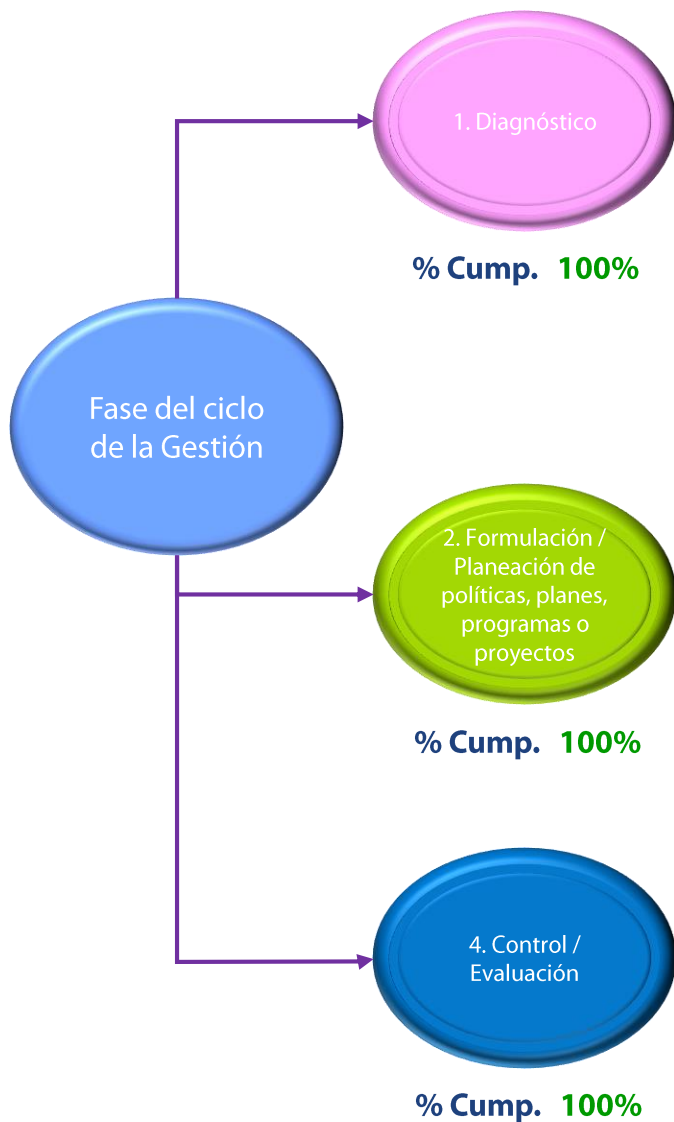 1. Diagnóstico
% Cump. 100%
Fase del ciclo
de la Gestión
2. Formulación /
Planeación de
políticas, planes,
programas o
proyectos
% Cump. 100%
4. Control /
Evaluación
% Cump. 100%